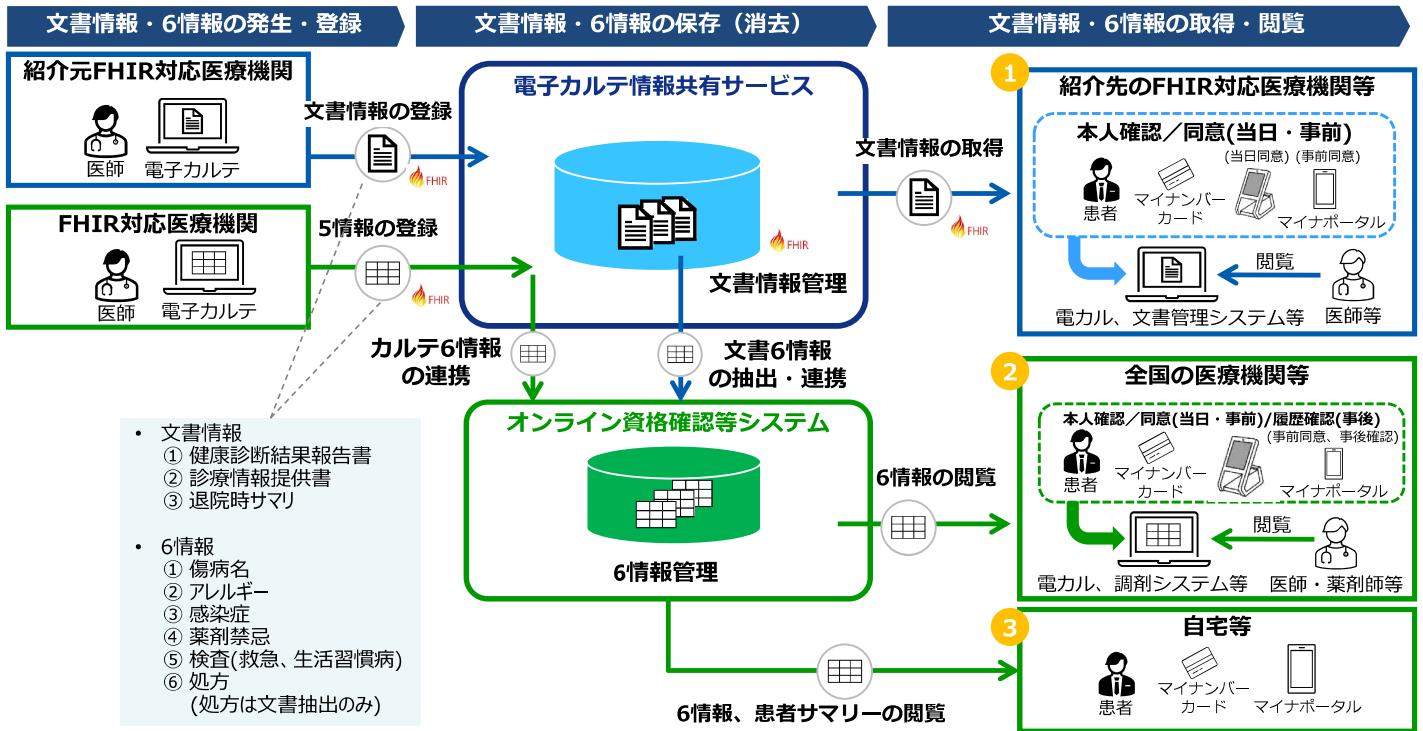 文書情報・6情報の発生・登録
文書情報・6情報の保存（消去）
文書情報・6情報の取得・閲覧
紹介元FHIR対応医療機関
医師
電子カルテ
文書情報の登録
FHIR
FHIR対応医療機関
医師
電子カルテ
5情報の登録
FHIR
電子カルテ情報共有サービス
FHIR
文書情報管理
カルテ6情報
の連携
文書6情報
の抽出・連携
オンライン資格確認等システム
6情報管理
• 文書情報
① 健康診断結果報告書
② 診療情報提供書
③ 退院時サマリ
• 6情報
① 傷病名
② アレルギー
③ 感染症
④ 薬剤禁忌
⑤ 検査(救急、生活習慣病)
⑥ 処方
(処方は文書抽出のみ)
文書情報の取得
FHIR
1
紹介先のFHIR対応医療機関等
本人確認／同意(当日・事前)
(当日同意)
(事前同意)
患者
マイナンバー
カード
マイナポータル
閲覧
電カル、文書管理システム等
医師等
6情報の閲覧
2
全国の医療機関等
本人確認／同意(当日・事前)/履歴確認(事後)
(事前同意、事後確認)
患者
マイナンバー
カード
マイナポータル
閲覧
電カル、調剤システム等
医師・薬剤師等
6情報、患者サマリーの閲覧
3
自宅等
患者
マイナンバー
カード
マイナポータル